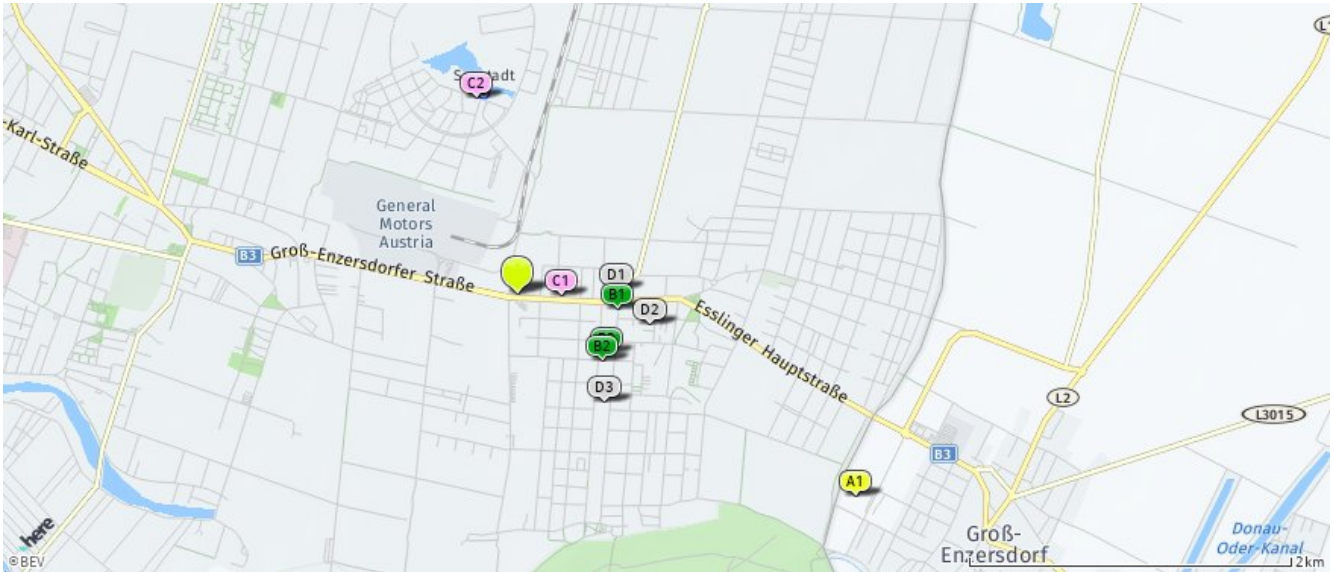 L1
C2
-Karl-Straße
General
Motors
Austria
B3
Groß-Enzersdorfer Straße
C1
D1
B1
D2
B2
D3
Esslinger Hauptstraße
L2
L3015
B3
A1
Groß-
Enzersdorf
Donau-
Oder-Kanal
here
©BEV
2km